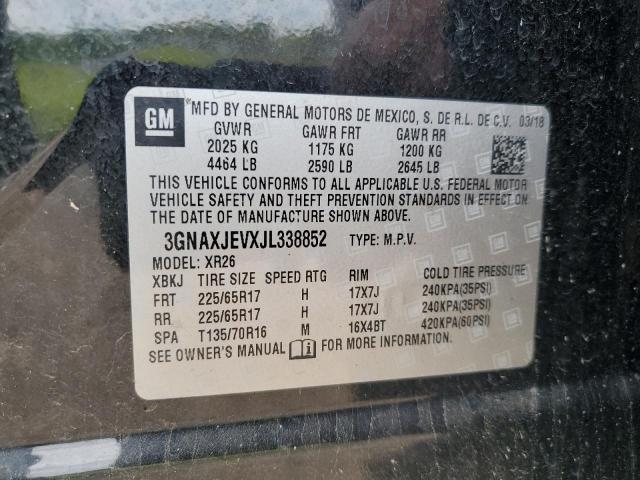 GM
*MFD BY GENERAL MOTORS DE MEXICO, S. DE R.L. DE C.V. 03/18
GVWR GAWR FRT GAWR RR
2025 KG 1175 KG 1200 KG
4464 LB 2590 LB 2645 LB
THIS VEHICLE CONFORMS TO ALL APPLICABLE U.S. FEDERAL MOTOR
VEHICLE SAFETY AND THEFT PREVENTION STANDARDS IN EFFECT ON
THE DATE OF MANUFACTURE SHOWN ABOVE.
3GNAXJEVXJL338852 TYPE: M.P.V.
MODEL: XR26
XBKJ TIRE SIZE SPEED RTG RIM COLD TIRE PRESSURE
FRT 225/65R17 H 17X7J 240KPA(35PSI)
RR 225/65R17 H 17X7J 240KPA(35PSI)
SPA T135/70R16 M 16X4BT 420KPA(60PSI)
SEE OWNER'S MANUAL FOR MORE INFORMATION.